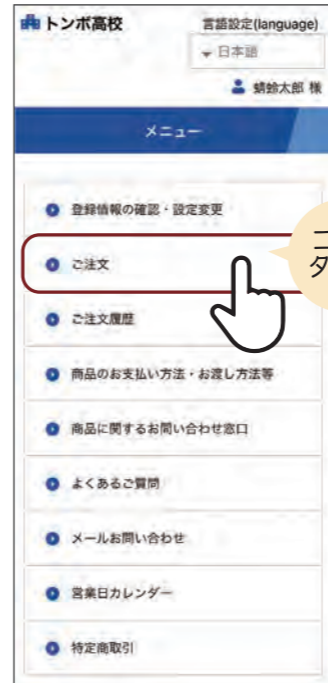 トンボ高校
言語設定(language)
日本語
蜻蛉太郎 様
メニュー
登録情報の確認・設定変更
ご注文
ご注文履歴
商品のお支払い方法・お渡し方法等
商品に関するお問い合わせ窓口
よくあるご質問
メールお問い合わせ
営業日カレンダー
特定商取引